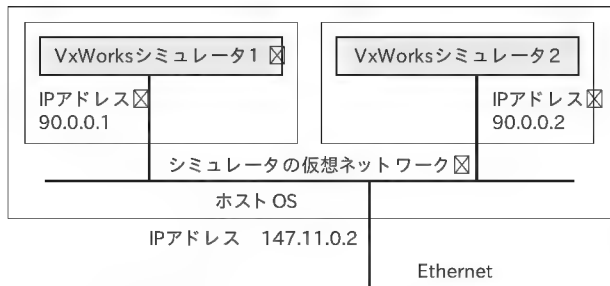 VxWorksシミュレータ1
VxWorksシミュレータ2
IPアドレス
90.0.0.1
IPアドレス
90.0.0.2
シミュレータの仮想ネットワーク
ホスト OS
IPアドレス 147.11.0.2
Ethernet